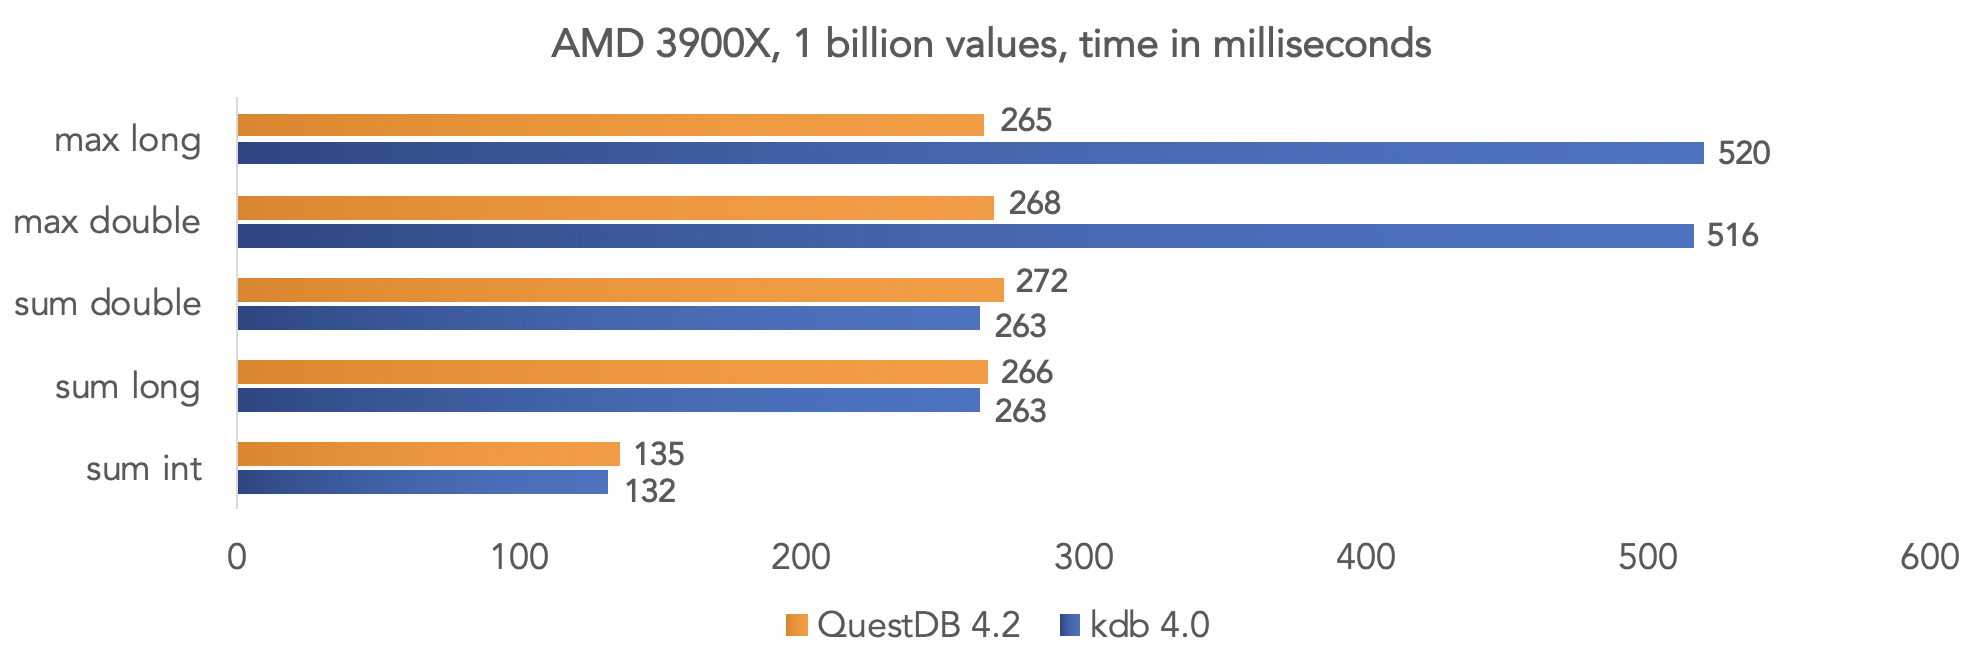 AMD 3900X, 1 billion values, time in milliseconds
max long
265
520
max double
268
516
sum double
272
263
sum long
266
263
sum int
135
132
0 100 200 300 400 500 600
QuestDB 4.2 kdb 4.0